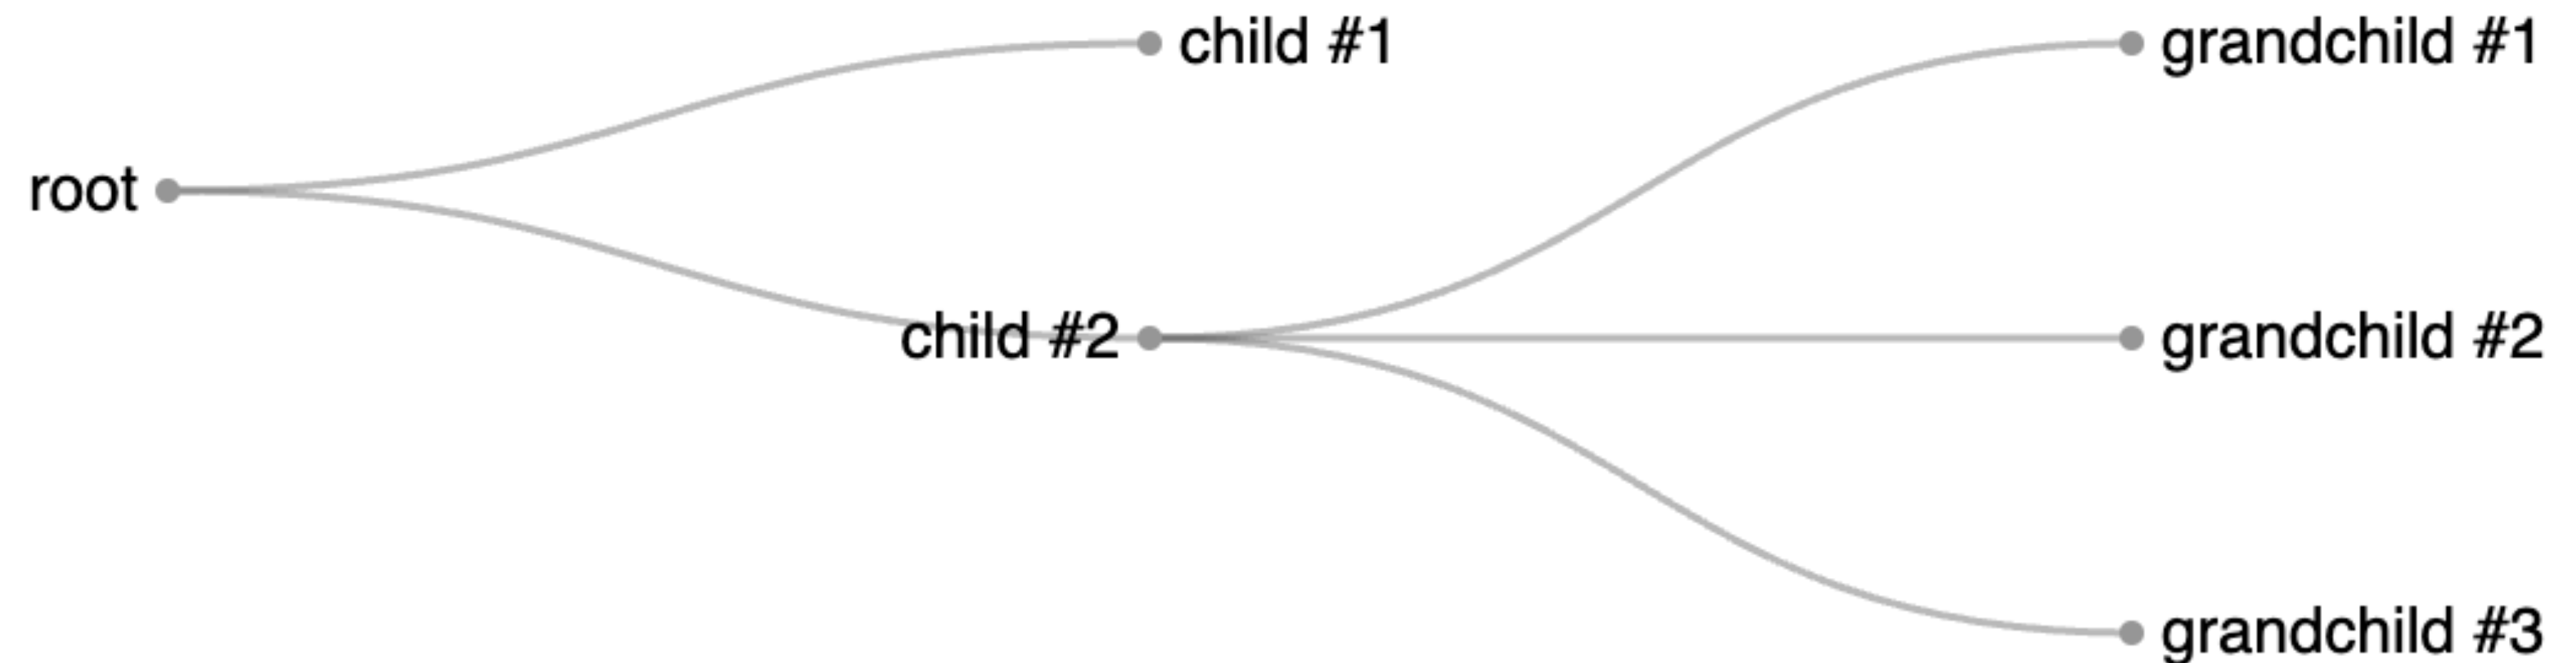 child #1
grandchild #1
root
child #2
grandchild #2
grandchild #3